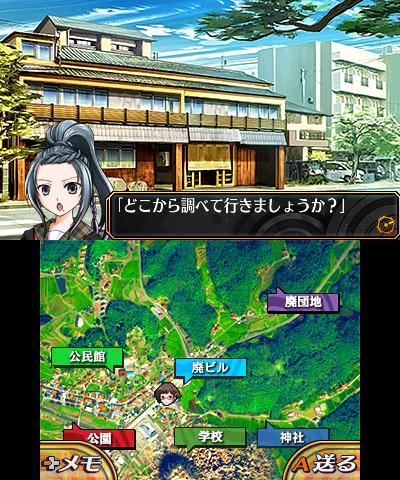 「どこから調べて行きましょうか？」
廃団地
公民館
廃ビル
公園
学校
神社
メモ
A送る